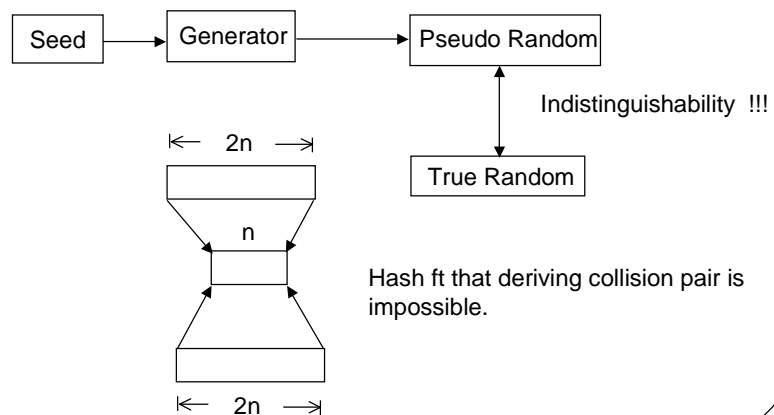 Seed
Generator
Pseudo Random
Indistinguishability !!!
True Random
2n
n
Hash ft that deriving collision pair is
impossible.
2n